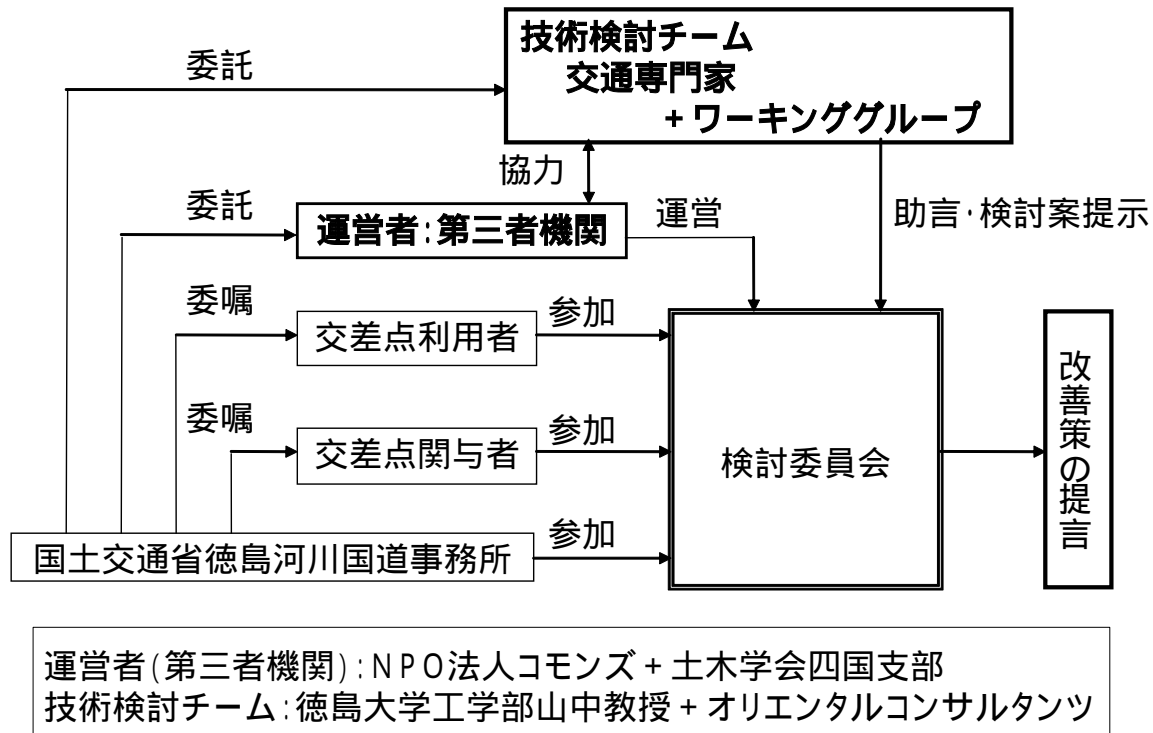 技術検討チーム
交通専門家
+ワーキンググループ
委託
協力
委託
運営者:第三者機関
運営
助言·検討案提示
委嘱
交差点利用者
参加
委嘱
交差点関与者
参加
検討委員会
改善策の提言
国土交通省徳島河川国道事務所
参加
運営者(第三者機関):NPO法人コモンズ+土木学会四国支部
技術検討チーム:徳島大学工学部山中教授+オリエンタルコンサルタンツ